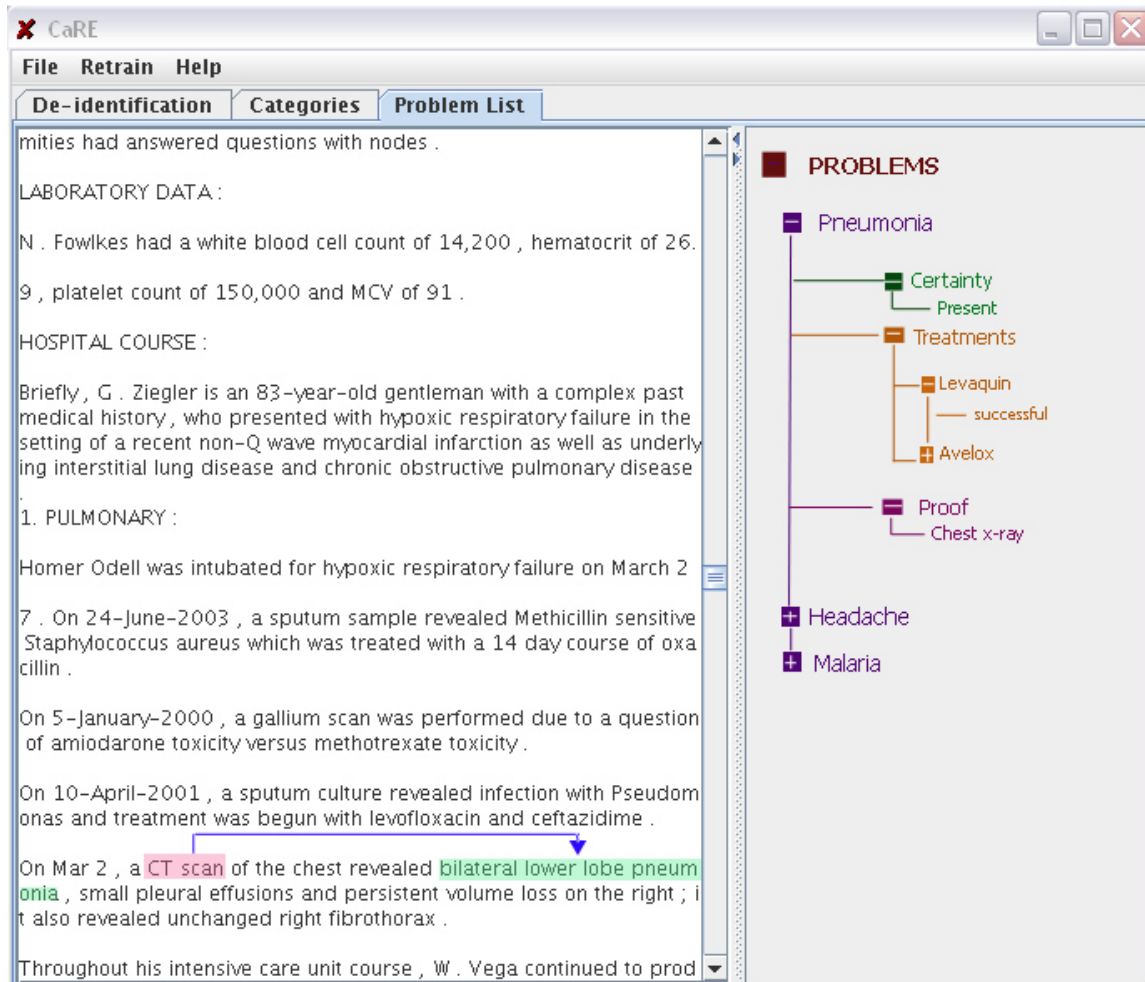 CaRE
File Retrain Help
De-identification Categories Problem List
mities had answered questions with nodes .
LABORATORY DATA :
N . Fowlkes had a white blood cell count of 14,200 , hematocrit of 26.
9 , platelet count of 150,000 and MCV of 91 .
HOSPITAL COURSE :
Briefly , G . Ziegler is an 83-year-old gentleman with a complex past
medical history , who presented with hypoxic respiratory failure in the
setting of a recent non-Q wave myocardial infarction as well as underly
ing interstitial lung disease and chronic obstructive pulmonary disease
.
1. PULMONARY :
Homer Odell was intubated for hypoxic respiratory failure on March 2
7 . On 24-June-2003 , a sputum sample revealed Methicillin sensitive
Staphylococcus aureus which was treated with a 14 day course of oxa
cillin .
On 5-January-2000 , a gallium scan was performed due to a question
of amiodarone toxicity versus methotrexate toxicity .
On 10-April-2001 , a sputum culture revealed infection with Pseudom
onas and treatment was begun with levofloxacin and ceftazidime .
On Mar 2 , a CT scan of the chest revealed bilateral lower lobe pneum
onia , small pleural effusions and persistent volume loss on the right ; i
t also revealed unchanged right fibrothorax .
Throughout his intensive care unit course , W . Vega continued to prod
PROBLEMS
Pneumonia
Certainty
Present
Treatments
Levaquin
successful
Avelox
Proof
Chest x-ray
Headache
Malaria